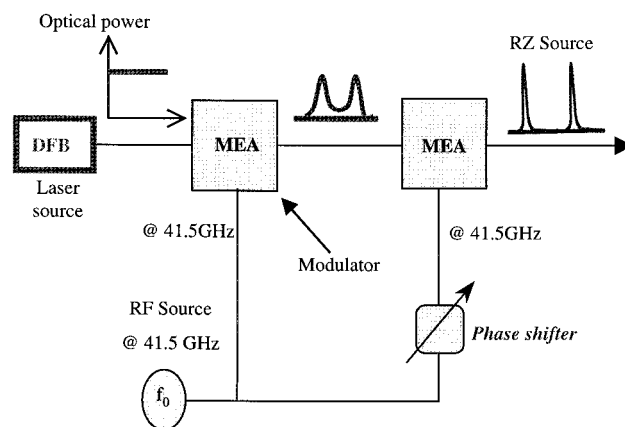 Optical power
RZ Source
DFB
MEA
MEA
Laser
source
@ 41.5GHz
@ 41.5GHz
Modulator
RF Source
@ 41.5 GHz
Phase shifter
f0